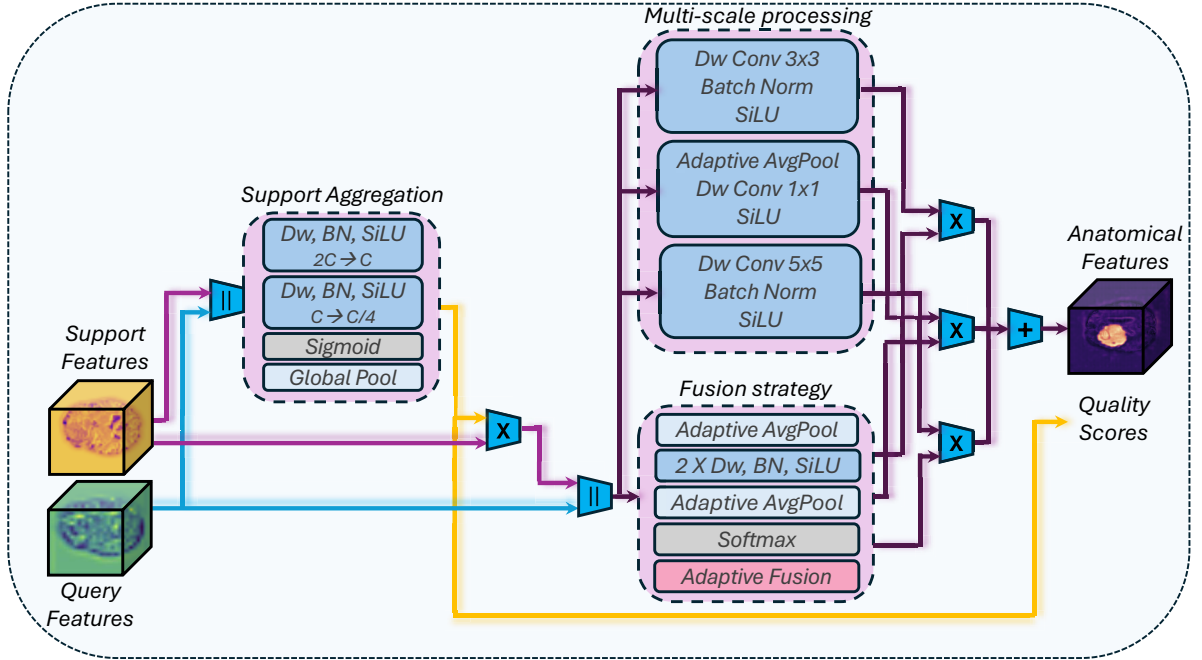 Multi-scale processing
Dw Conv 3x3
Batch Norm
SiLU
Adaptive AvgPool
Dw Conv 1x1
SiLU
Dw Conv 5x5
Batch Norm
SiLU
Support Aggregation
Dw, BN, SiLU
2C→C
Dw, BN, SiLU
C→C/4
Sigmoid
Global Pool
||
Support
Features
Query
Features
X
||
Fusion strategy
Adaptive AvgPool
2 X Dw, BN, SiLU
Adaptive AvgPool
Softmax
Adaptive Fusion
X
X
X
+
Anatomical
Features
Quality
Scores